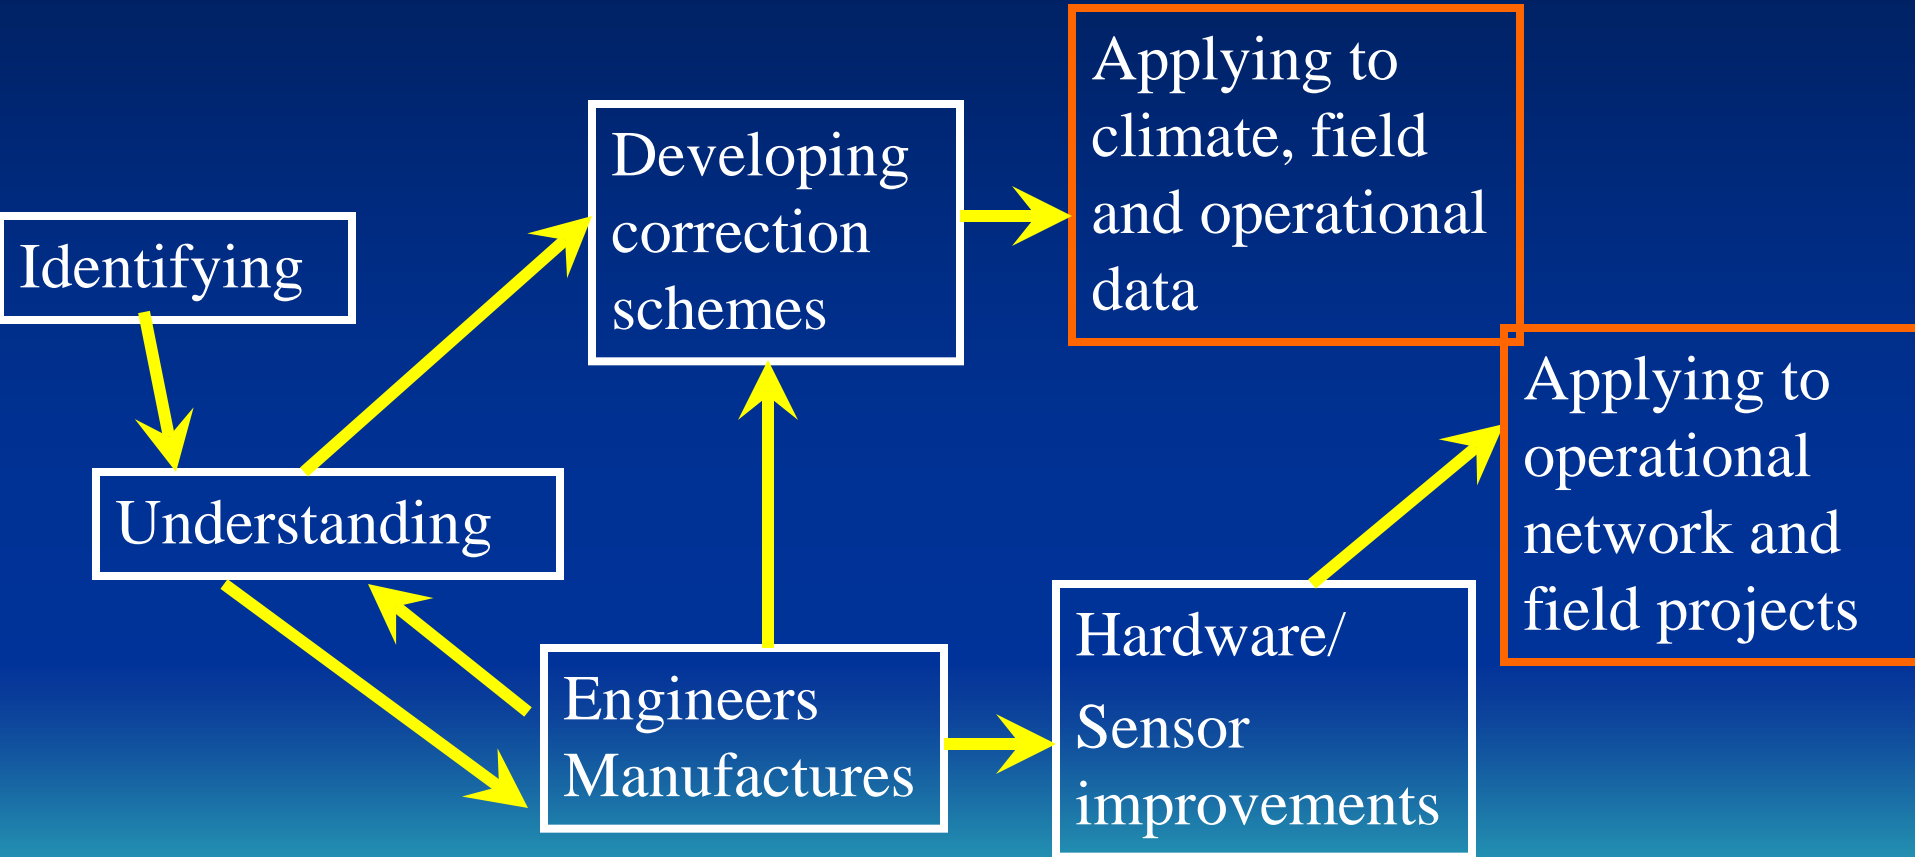 Identifying
Understanding
Developing
correction
schemes
Engineers
Manufactures
Applying to
climate, field
and operational
data
Hardware/
Sensor
improvements
Applying to
operational
network and
field projects